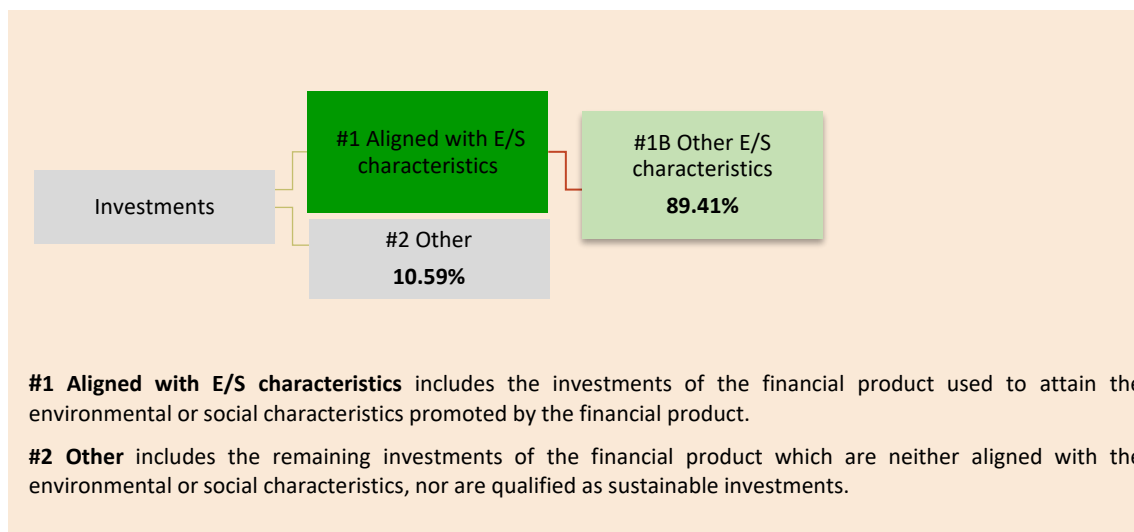 #1 Aligned with E/S
characteristics
#1B Other E/S
characteristics
89.41%
Investments
#2 Other
10.59%
#1 Aligned with E/S characteristics includes the investments of the financial product used to attain the
environmental or social characteristics promoted by the financial product.
#2 Other includes the remaining investments of the financial product which are neither aligned with the
environmental or social characteristics, nor are qualified as sustainable investments.